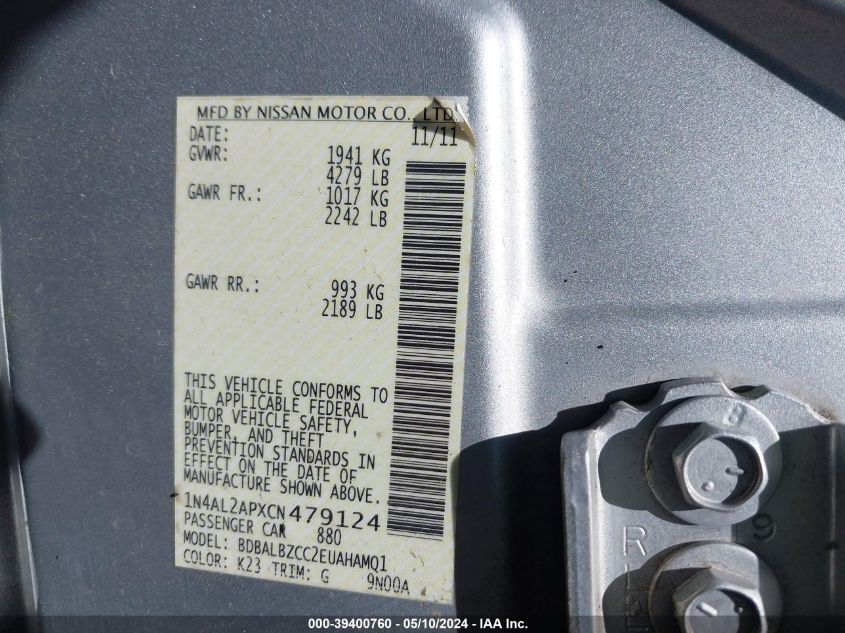 MFD BY NISSAN MOTOR CO., LTD.
DATE: 11/11
GVWR: 1941 KG
4279 LB
GAWR FR.: 1017 KG
2242 LB
GAWR RR.: 993 KG
2189 LB
THIS VEHICLE CONFORMS TO
ALL APPLICABLE FEDERAL
MOTOR VEHICLE SAFETY,
BUMPER, AND THEFT
PREVENTION STANDARDS IN
EFFECT ON THE DATE OF
MANUFACTURE SHOWN ABOVE.
1N4AL2APXCN479124
PASSENGER CAR 880
MODEL: BDBALBZCC2EUAHAMQ1
COLOR: K23 TRIM: G 9N00A
8
9
000-39400760 - 05/10/2024 - IAA Inc.